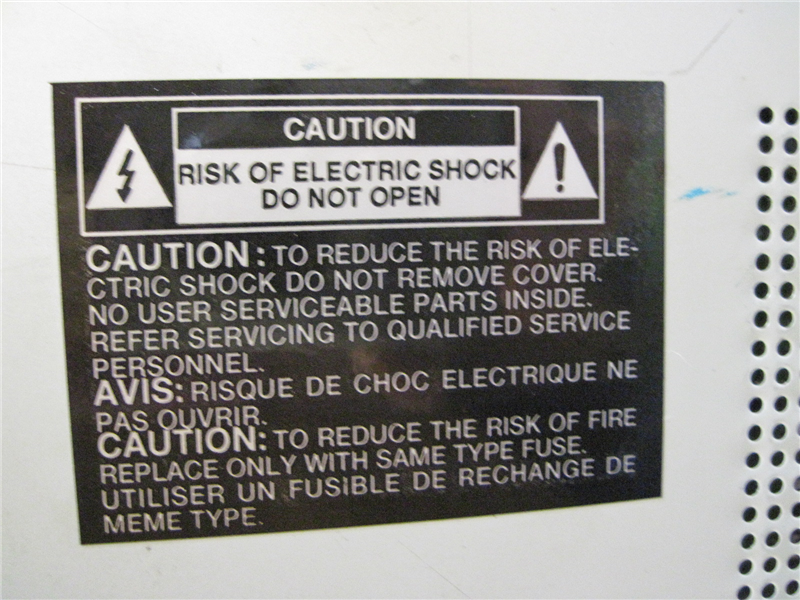 CAUTION
RISK OF ELECTRIC SHOCK
DO NOT OPEN
CAUTION : TO REDUCE THE RISK OF ELE-
CTRIC SHOCK DO NOT REMOVE COVER.
NO USER SERVICEABLE PARTS INSIDE.
REFER SERVICING TO QUALIFIED SERVICE
PERSONNEL.
AVIS: RISQUE DE CHOC ELECTRIQUE NE
PAS OUVRIR.
CAUTION: TO REDUCE THE RISK OF FIRE
REPLACE ONLY WITH SAME TYPE FUSE.
UTILISER UN FUSIBLE DE RECHANGE DE
MEME TYPE.